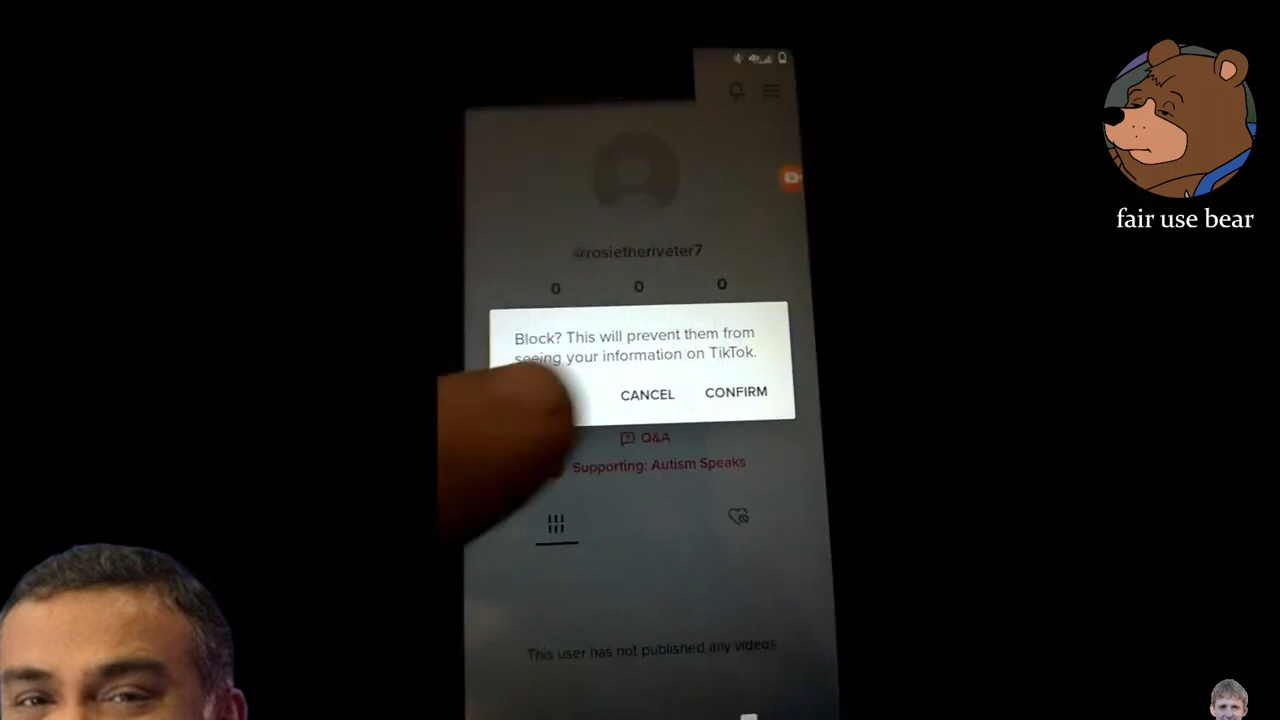 fair use bear
@rosietheriveter7
0 0 0
Block? This will prevent them from
seeing your information on TikTok.
CANCEL CONFIRM
Q&A
Supporting: Autism Speaks
This user has not published any videos